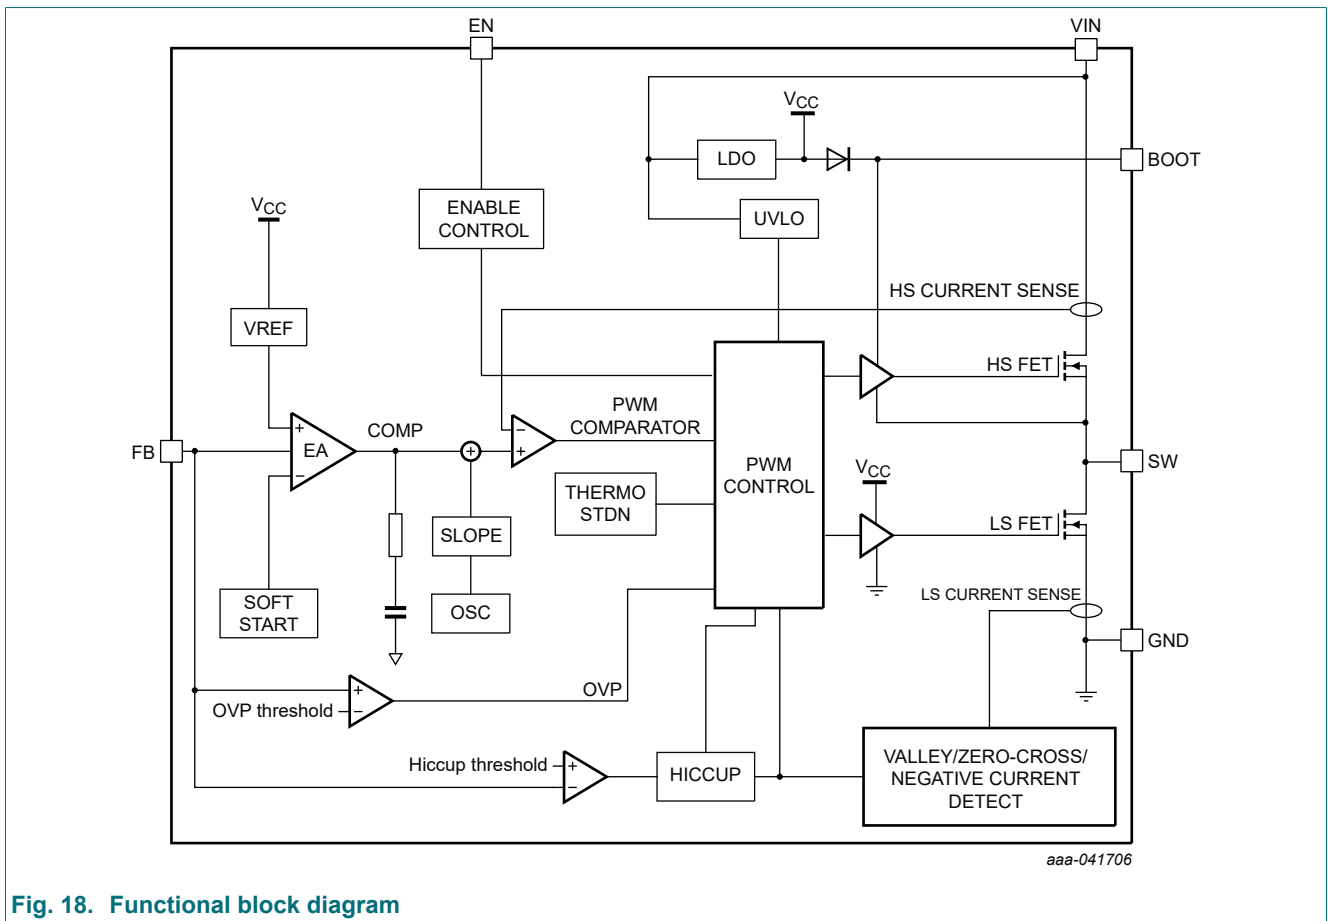 EN
VIN
VCC
LDO
BOOT
VCC
ENABLE
CONTROL
UVLO
HS CURRENT SENSE
VREF
HS FET
PWM
COMPARATOR
COMP
+
EA
−
FB
+
−
+
SW
PWM
CONTROL
VCC
THERMO
STDN
LS FET
SLOPE
SOFT
START
OSC
LS CURRENT SENSE
GND
OVP
+
−
OVP threshold
Hiccup threshold
+
−
HICCUP
VALLEY/ZERO-CROSS/
NEGATIVE CURRENT
DETECT
aaa-041706
Fig. 18. Functional block diagram